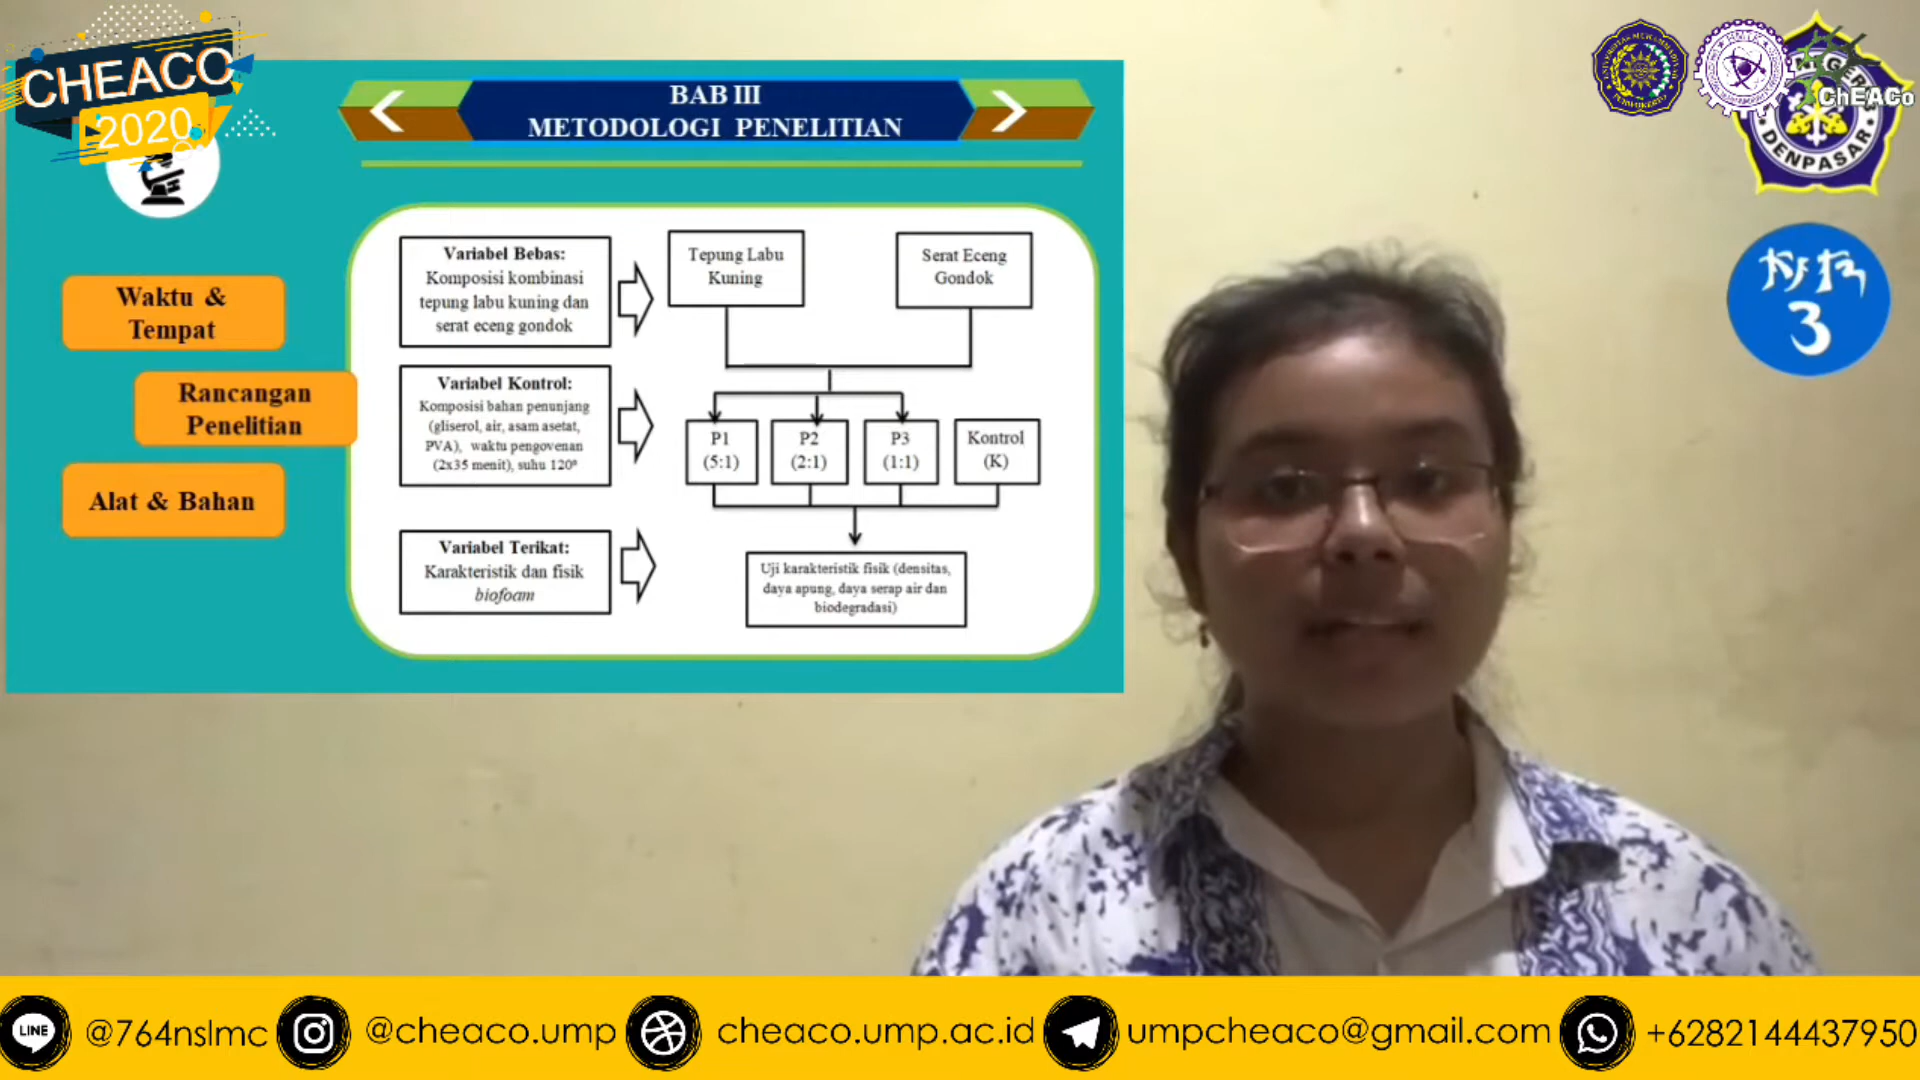 CHEACO
2020
BAB III
METODOLOGI PENELITIAN
Waktu &
Tempat
Rancangan
Penelitian
Alat & Bahan
Variabel Bebas:
Komposisi kombinasi
tepung labu kuning dan
serat eceng gondok
Tepung Labu
Kuning
Serat Eceng
Gondok
Variabel Kontrol:
Komposisi bahan penunjang
(gliserol, air, asam asetat,
PVA), waktu pengovenan
(2x35 menit), suhu 120⁰
P1
(5:1)
P2
(2:1)
P3
(1:1)
Kontrol
(K)
Variabel Terikat:
Karakteristik dan fisik
biofoam
Uji karakteristik fisik (densitas,
daya apung, daya serap air dan
biodegradasi)
ChEACo
DENPASAR
3
LINE
@764nslmc
@cheaco.ump
cheaco.ump.ac.id
umpcheaco@gmail.com
+6282144437950